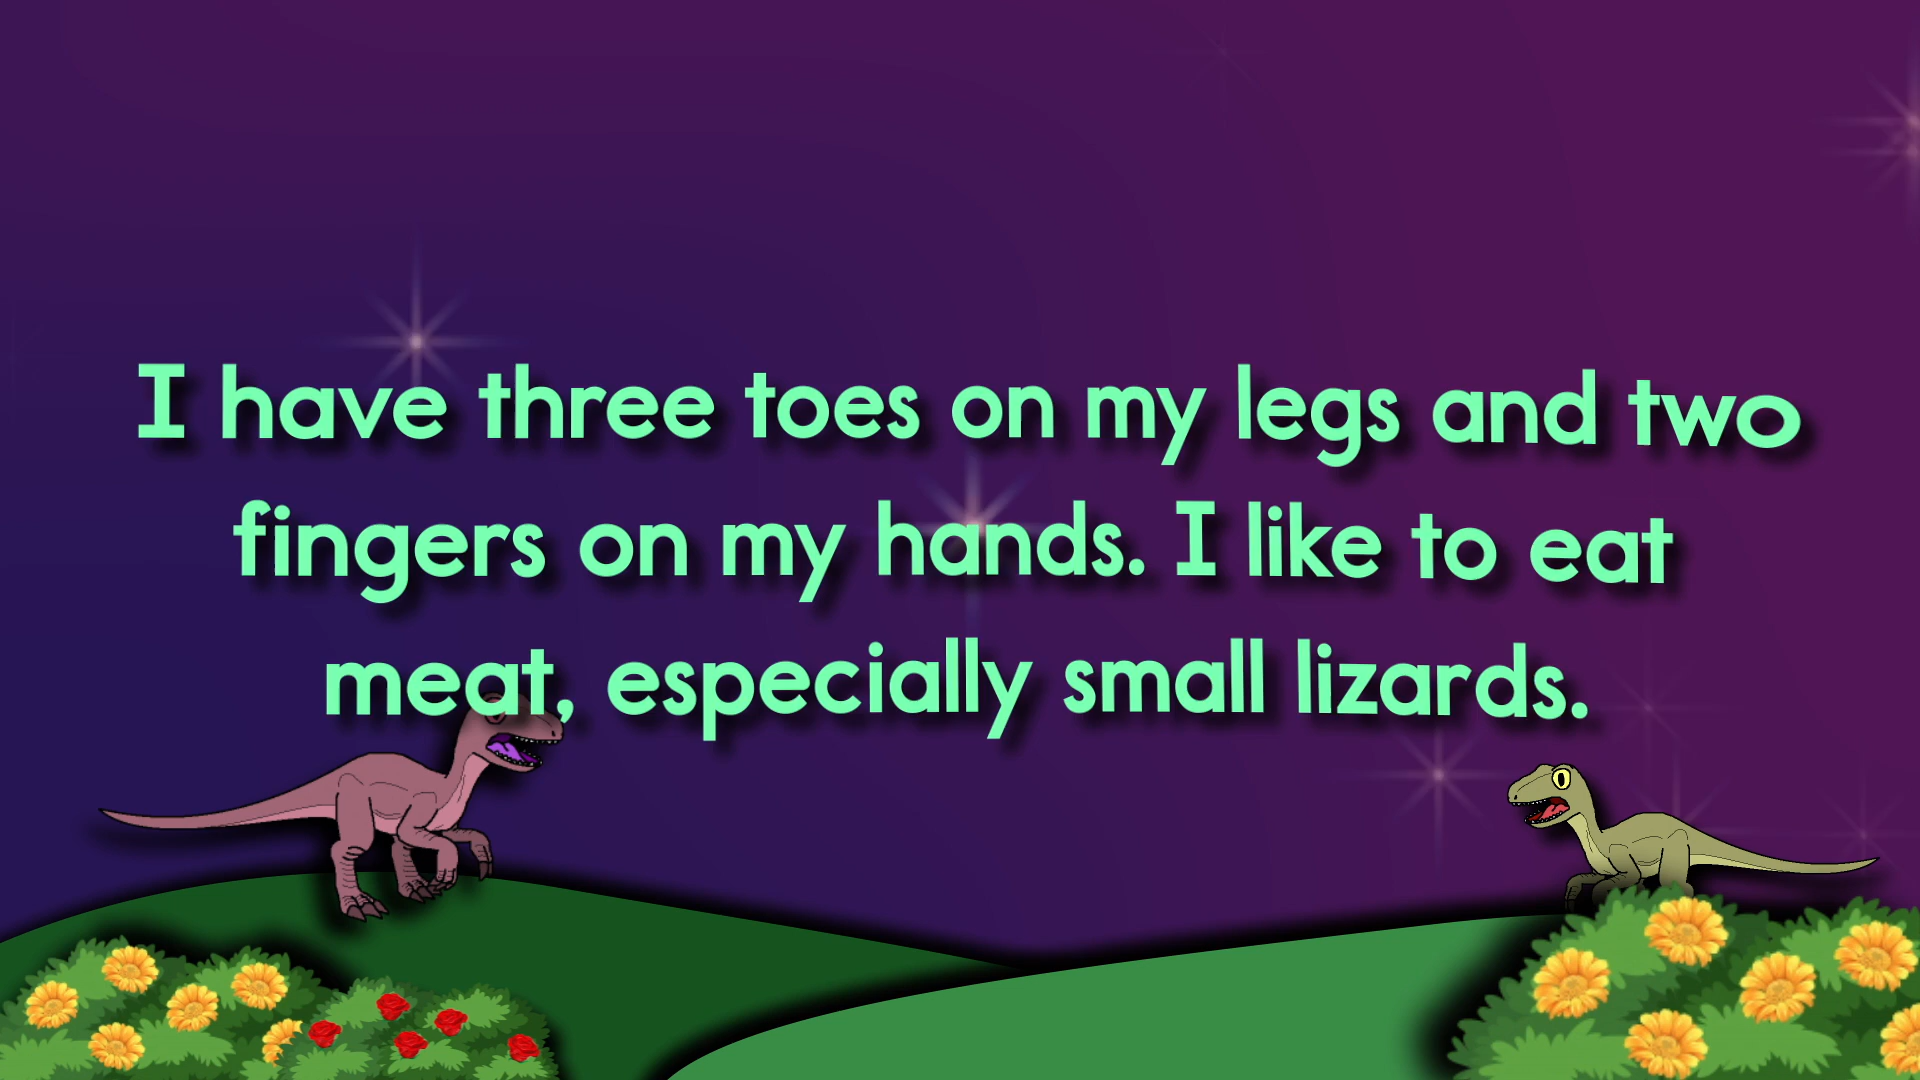 I have three toes on my legs and two
fingers on my hands. I like to eat
meat, especially small lizards.